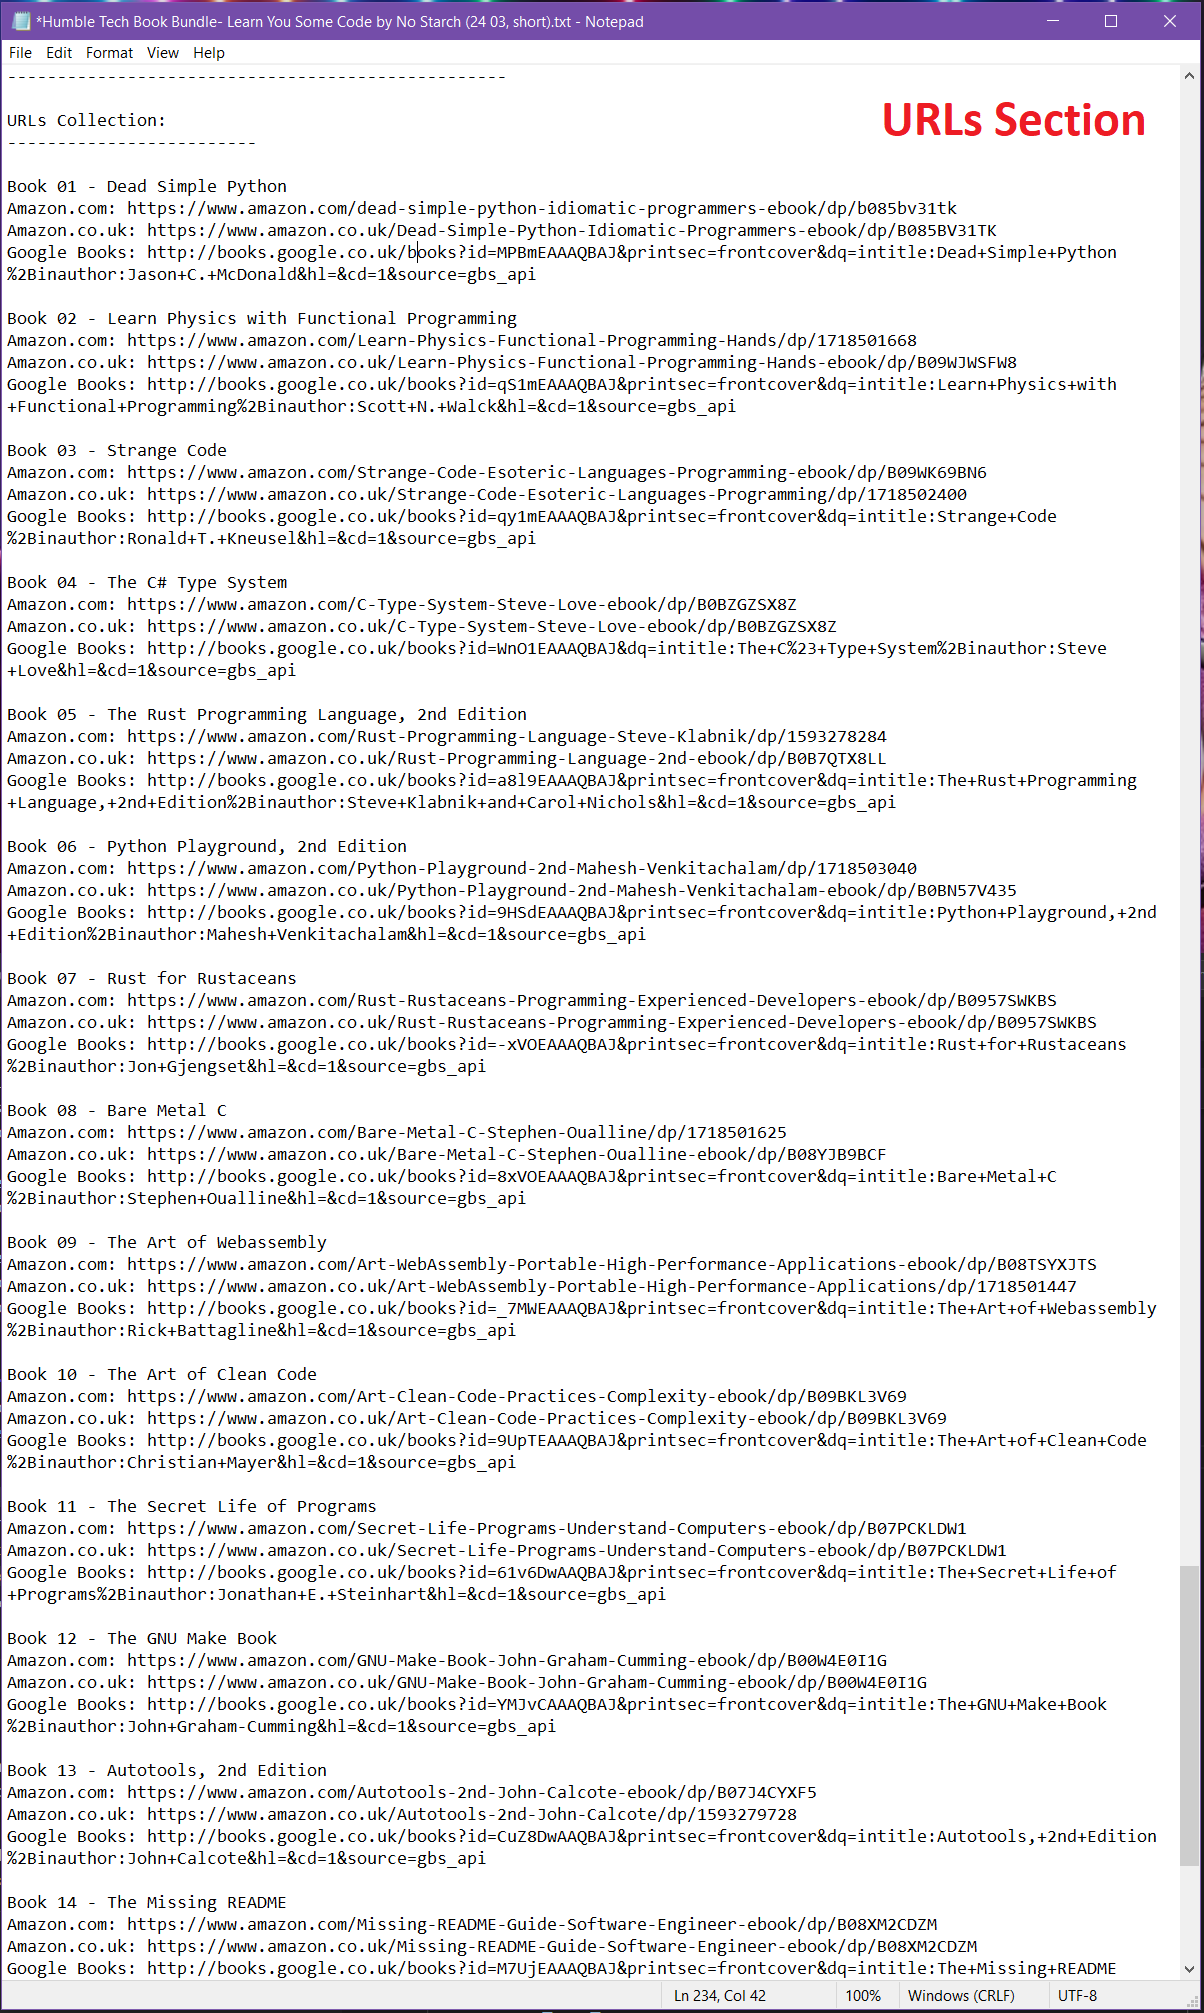 *Humble Tech Book Bundle- Learn You Some Code by No Starch (24 03, short).txt - Notepad
File Edit Format View Help
--------------------------------------------------
URLs Collection:
URLs Section
-------------------------
Book 01 - Dead Simple Python
Amazon.com: https://www.amazon.com/dead-simple-python-idiomatic-programmers-ebook/dp/b085bv31tk
Amazon.co.uk: https://www.amazon.co.uk/Dead-Simple-Python-Idiomatic-Programmers-ebook/dp/B085BV31TK
Google Books: http://books.google.co.uk/books?id=MPBmEAAAQBAJ&printsec=frontcover&dq=intitle:Dead+Simple+Python
%2Binauthor:Jason+C.+McDonald&hl=&cd=1&source=gbs_api
Book 02 - Learn Physics with Functional Programming
Amazon.com: https://www.amazon.com/Learn-Physics-Functional-Programming-Hands/dp/1718501668
Amazon.co.uk: https://www.amazon.co.uk/Learn-Physics-Functional-Programming-Hands-ebook/dp/B09WJWSFW8
Google Books: http://books.google.co.uk/books?id=qS1mEAAAQBAJ&printsec=frontcover&dq=intitle:Learn+Physics+with
+Functional+Programming%2Binauthor:Scott+N.+Walck&hl=&cd=1&source=gbs_api
Book 03 - Strange Code
Amazon.com: https://www.amazon.com/Strange-Code-Esoteric-Languages-Programming-ebook/dp/B09WK69BN6
Amazon.co.uk: https://www.amazon.co.uk/Strange-Code-Esoteric-Languages-Programming/dp/1718502400
Google Books: http://books.google.co.uk/books?id=qy1mEAAAQBAJ&printsec=frontcover&dq=intitle:Strange+Code
%2Binauthor:Ronald+T.+Kneusel&hl=&cd=1&source=gbs_api
Book 04 - The C# Type System
Amazon.com: https://www.amazon.com/C-Type-System-Steve-Love-ebook/dp/B0BZGZSX8Z
Amazon.co.uk: https://www.amazon.co.uk/C-Type-System-Steve-Love-ebook/dp/B0BZGZSX8Z
Google Books: http://books.google.co.uk/books?id=WnO1EAAAQBAJ&dq=intitle:The+C%23+Type+System%2Binauthor:Steve
+Love&hl=&cd=1&source=gbs_api
Book 05 - The Rust Programming Language, 2nd Edition
Amazon.com: https://www.amazon.com/Rust-Programming-Language-Steve-Klabnik/dp/1593278284
Amazon.co.uk: https://www.amazon.co.uk/Rust-Programming-Language-2nd-ebook/dp/B0B7QTX8LL
Google Books: http://books.google.co.uk/books?id=a8l9EAAAQBAJ&printsec=frontcover&dq=intitle:The+Rust+Programming
+Language,+2nd+Edition%2Binauthor:Steve+Klabnik+and+Carol+Nichols&hl=&cd=1&source=gbs_api
Book 06 - Python Playground, 2nd Edition
Amazon.com: https://www.amazon.com/Python-Playground-2nd-Mahesh-Venkitachalam/dp/1718503040
Amazon.co.uk: https://www.amazon.co.uk/Python-Playground-2nd-Mahesh-Venkitachalam-ebook/dp/B0BN57V435
Google Books: http://books.google.co.uk/books?id=9HSdEAAAQBAJ&printsec=frontcover&dq=intitle:Python+Playground,+2nd
+Edition%2Binauthor:Mahesh+Venkitachalam&hl=&cd=1&source=gbs_api
Book 07 - Rust for Rustaceans
Amazon.com: https://www.amazon.com/Rust-Rustaceans-Programming-Experienced-Developers-ebook/dp/B0957SWKBS
Amazon.co.uk: https://www.amazon.co.uk/Rust-Rustaceans-Programming-Experienced-Developers-ebook/dp/B0957SWKBS
Google Books: http://books.google.co.uk/books?id=-xVOEAAAQBAJ&printsec=frontcover&dq=intitle:Rust+for+Rustaceans
%2Binauthor:Jon+Gjengset&hl=&cd=1&source=gbs_api
Book 08 - Bare Metal C
Amazon.com: https://www.amazon.com/Bare-Metal-C-Stephen-Oualline/dp/1718501625
Amazon.co.uk: https://www.amazon.co.uk/Bare-Metal-C-Stephen-Oualline-ebook/dp/B08YJB9BCF
Google Books: http://books.google.co.uk/books?id=8xVOEAAAQBAJ&printsec=frontcover&dq=intitle:Bare+Metal+C
%2Binauthor:Stephen+Oualline&hl=&cd=1&source=gbs_api
Book 09 - The Art of Webassembly
Amazon.com: https://www.amazon.com/Art-WebAssembly-Portable-High-Performance-Applications-ebook/dp/B08TSYXJTS
Amazon.co.uk: https://www.amazon.co.uk/Art-WebAssembly-Portable-High-Performance-Applications/dp/1718501447
Google Books: http://books.google.co.uk/books?id=_7MWEAAAQBAJ&printsec=frontcover&dq=intitle:The+Art+of+Webassembly
%2Binauthor:Rick+Battagline&hl=&cd=1&source=gbs_api
Book 10 - The Art of Clean Code
Amazon.com: https://www.amazon.com/Art-Clean-Code-Practices-Complexity-ebook/dp/B09BKL3V69
Amazon.co.uk: https://www.amazon.co.uk/Art-Clean-Code-Practices-Complexity-ebook/dp/B09BKL3V69
Google Books: http://books.google.co.uk/books?id=9UpTEAAAQBAJ&printsec=frontcover&dq=intitle:The+Art+of+Clean+Code
%2Binauthor:Christian+Mayer&hl=&cd=1&source=gbs_api
Book 11 - The Secret Life of Programs
Amazon.com: https://www.amazon.com/Secret-Life-Programs-Understand-Computers-ebook/dp/B07PCKLDW1
Amazon.co.uk: https://www.amazon.co.uk/Secret-Life-Programs-Understand-Computers-ebook/dp/B07PCKLDW1
Google Books: http://books.google.co.uk/books?id=61v6DwAAQBAJ&printsec=frontcover&dq=intitle:The+Secret+Life+of
+Programs%2Binauthor:Jonathan+E.+Steinhart&hl=&cd=1&source=gbs_api
Book 12 - The GNU Make Book
Amazon.com: https://www.amazon.com/GNU-Make-Book-John-Graham-Cumming-ebook/dp/B00W4E0I1G
Amazon.co.uk: https://www.amazon.co.uk/GNU-Make-Book-John-Graham-Cumming-ebook/dp/B00W4E0I1G
Google Books: http://books.google.co.uk/books?id=YMJvCAAAQBAJ&printsec=frontcover&dq=intitle:The+GNU+Make+Book
%2Binauthor:John+Graham-Cumming&hl=&cd=1&source=gbs_api
Book 13 - Autotools, 2nd Edition
Amazon.com: https://www.amazon.com/Autotools-2nd-John-Calcote-ebook/dp/B07J4CYXF5
Amazon.co.uk: https://www.amazon.co.uk/Autotools-2nd-John-Calcote/dp/1593279728
Google Books: http://books.google.co.uk/books?id=CuZ8DwAAQBAJ&printsec=frontcover&dq=intitle:Autotools,+2nd+Edition
%2Binauthor:John+Calcote&hl=&cd=1&source=gbs_api
Book 14 - The Missing README
Amazon.com: https://www.amazon.com/Missing-README-Guide-Software-Engineer-ebook/dp/B08XM2CDZM
Amazon.co.uk: https://www.amazon.co.uk/Missing-README-Guide-Software-Engineer-ebook/dp/B08XM2CDZM
Google Books: http://books.google.co.uk/books?id=M7UjEAAAQBAJ&printsec=frontcover&dq=intitle:The+Missing+README
Ln 234, Col 42 100% Windows (CRLF) UTF-8